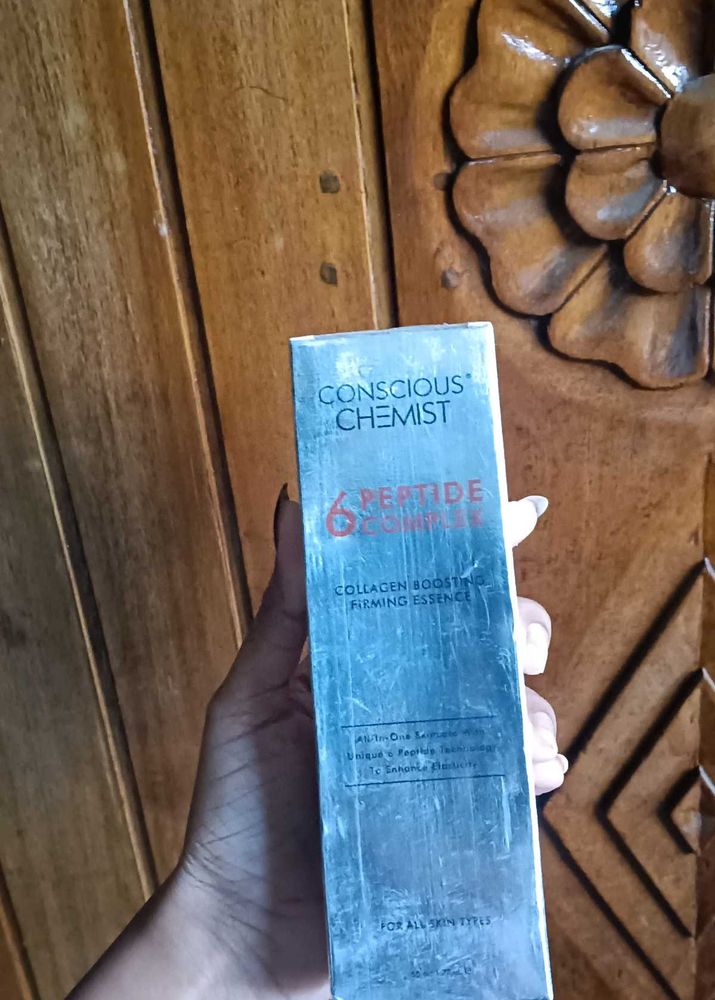 CONSCIOUS®
CHEMIST
6 PEPTIDE
COMPLEX
COLLAGEN BOOSTING
FIRMING ESSENCE
All-In-One Skincare With
Unique 6 Peptide Technology
To Enhance Elasticity
FOR ALL SKIN TYPES